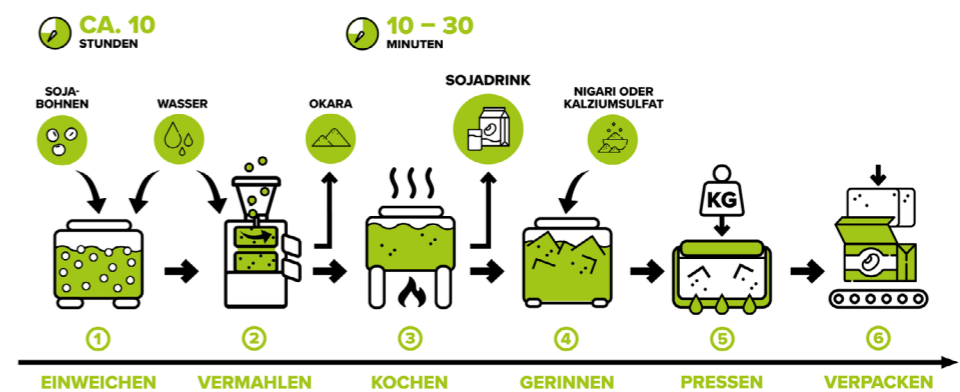 CA. 10
STUNDEN
10 – 30
MINUTEN
SOJA-
BOHNEN
WASSER
OKARA
SOJADRINK
NIGARI ODER
KALZIUMSULFAT
KG
1
2
3
4
5
6
EINWEICHEN
VERMAHLEN
KOCHEN
GERINNEN
PRESSEN
VERPACKEN